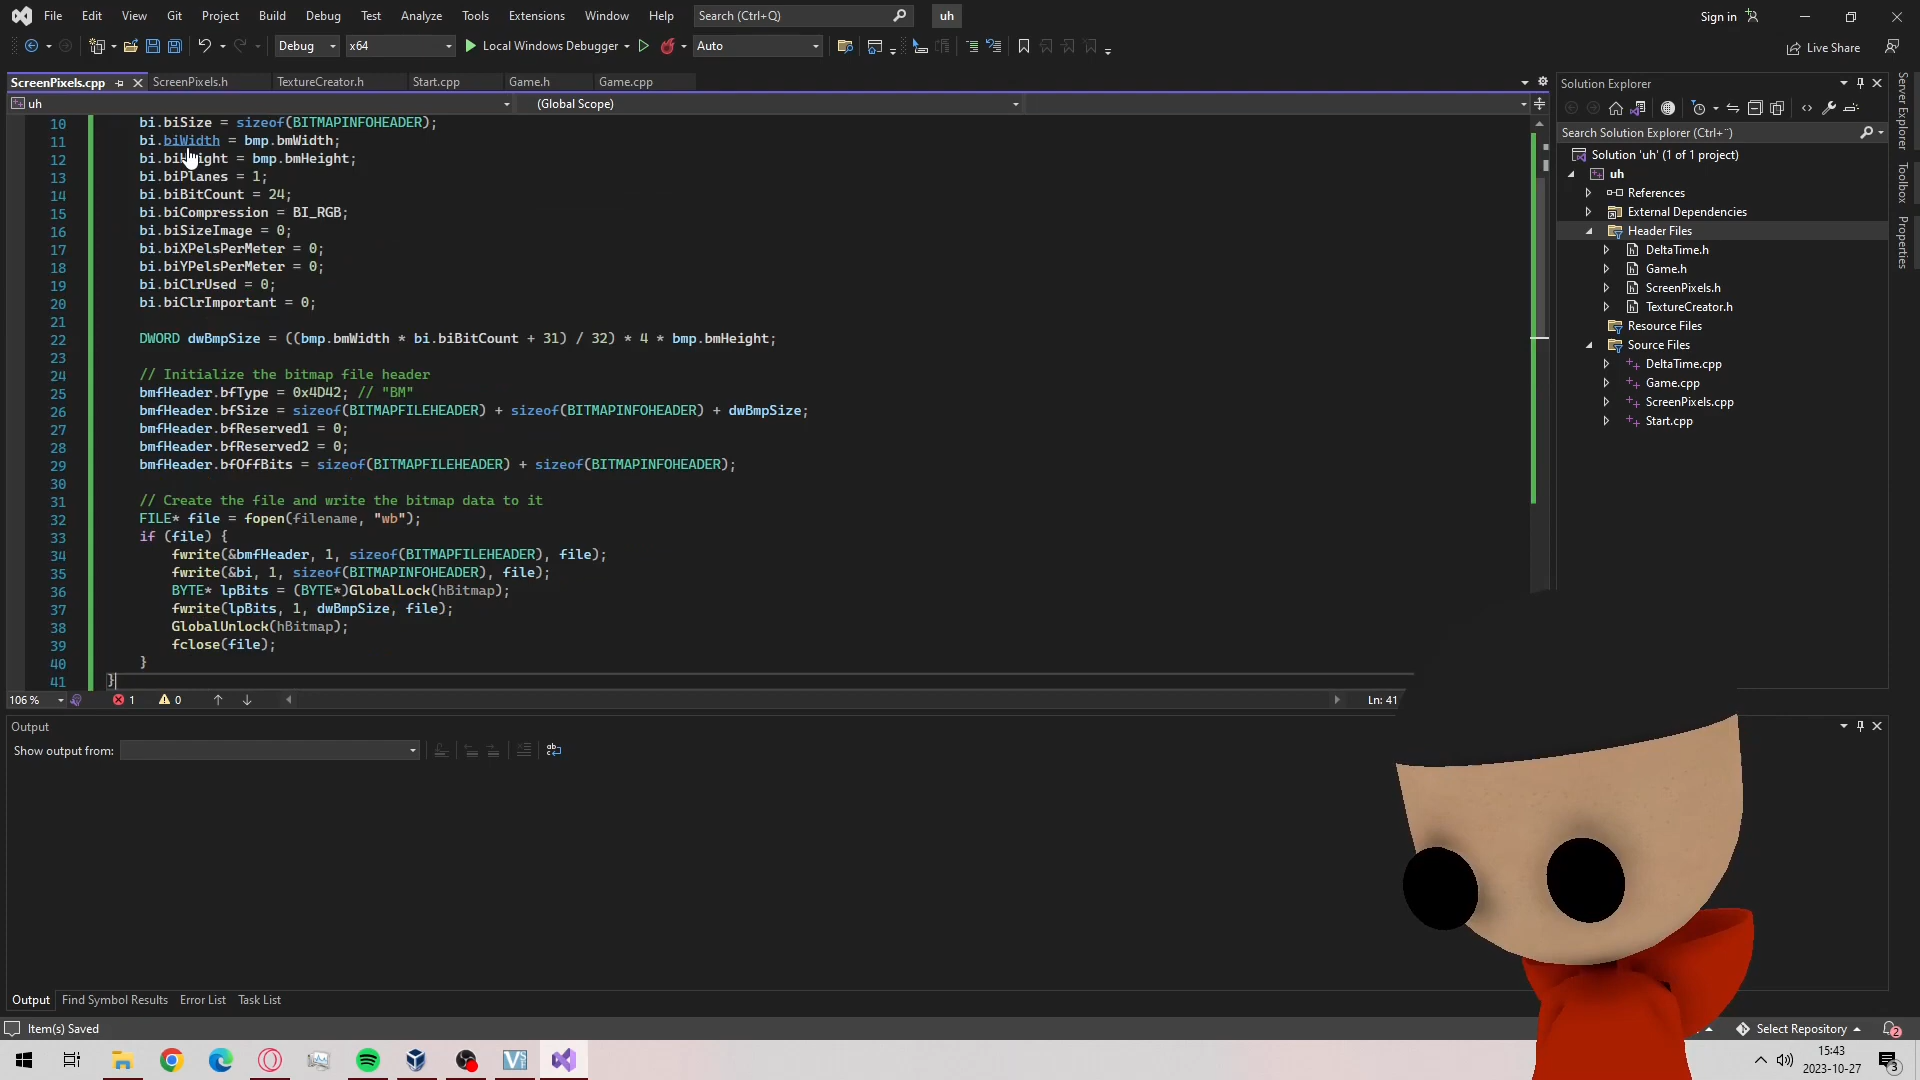 File Edit View Git Project Build Debug Test Analyze Tools Extensions Window Help Search (Ctrl+Q) uh Sign in
Debug x64 Local Windows Debugger Auto Live Share
ScreenPixels.cpp ScreenPixels.h TextureCreator.h Start.cpp Game.h Game.cpp
uh (Global Scope)
10 bi.biSize = sizeof(BITMAPINFOHEADER);
11 bi.biWidth = bmp.bmWidth;
12 bi.biHeight = bmp.bmHeight;
13 bi.biPlanes = 1;
14 bi.biBitCount = 24;
15 bi.biCompression = BI_RGB;
16 bi.biSizeImage = 0;
17 bi.biXPelsPerMeter = 0;
18 bi.biYPelsPerMeter = 0;
19 bi.biClrUsed = 0;
20 bi.biClrImportant = 0;
21
22 DWORD dwBmpSize = ((bmp.bmWidth * bi.biBitCount + 31) / 32) * 4 * bmp.bmHeight;
23
24 // Initialize the bitmap file header
25 bmfHeader.bfType = 0x4D42; // "BM"
26 bmfHeader.bfSize = sizeof(BITMAPFILEHEADER) + sizeof(BITMAPINFOHEADER) + dwBmpSize;
27 bmfHeader.bfReserved1 = 0;
28 bmfHeader.bfReserved2 = 0;
29 bmfHeader.bfOffBits = sizeof(BITMAPFILEHEADER) + sizeof(BITMAPINFOHEADER);
30
31 // Create the file and write the bitmap data to it
32 FILE* file = fopen(filename, "wb");
33 if (file) {
34 fwrite(&bmfHeader, 1, sizeof(BITMAPFILEHEADER), file);
35 fwrite(&bi, 1, sizeof(BITMAPINFOHEADER), file);
36 BYTE* lpBits = (BYTE*)GlobalLock(hBitmap);
37 fwrite(lpBits, 1, dwBmpSize, file);
38 GlobalUnlock(hBitmap);
39 fclose(file);
40 }
41 }
106 % 1 0 Ln: 41
Solution Explorer
Search Solution Explorer (Ctrl+¨)
Solution 'uh' (1 of 1 project)
uh
References
External Dependencies
Header Files
DeltaTime.h
Game.h
ScreenPixels.h
TextureCreator.h
Resource Files
Source Files
DeltaTime.cpp
Game.cpp
ScreenPixels.cpp
Start.cpp
Server Explorer
Toolbox
Properties
Output
Show output from:
Output Find Symbol Results Error List Task List
Item(s) Saved Select Repository 2
15:43
2023-10-27
3